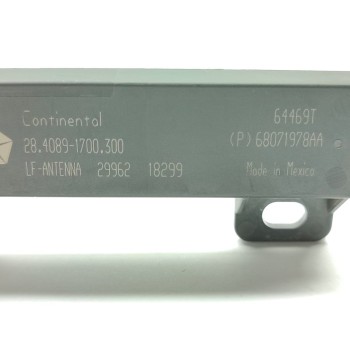 Continental 64469T
28.4089-1700.300 (P) 68071978AA
LF-ANTENNA 29962 18299 Made in Mexico